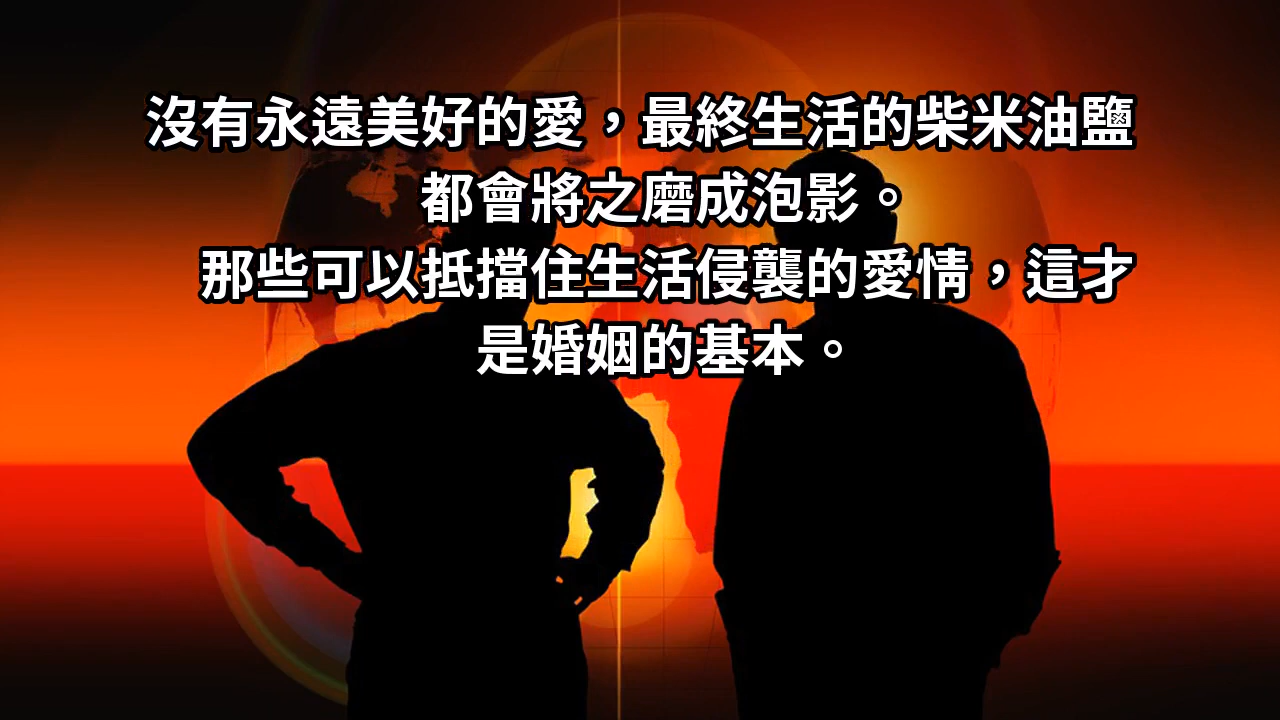 沒有永遠美好的愛，最終生活的柴米油鹽
都會將之磨成泡影。
那些可以抵擋住生活侵襲的愛情，這才
是婚姻的基本。